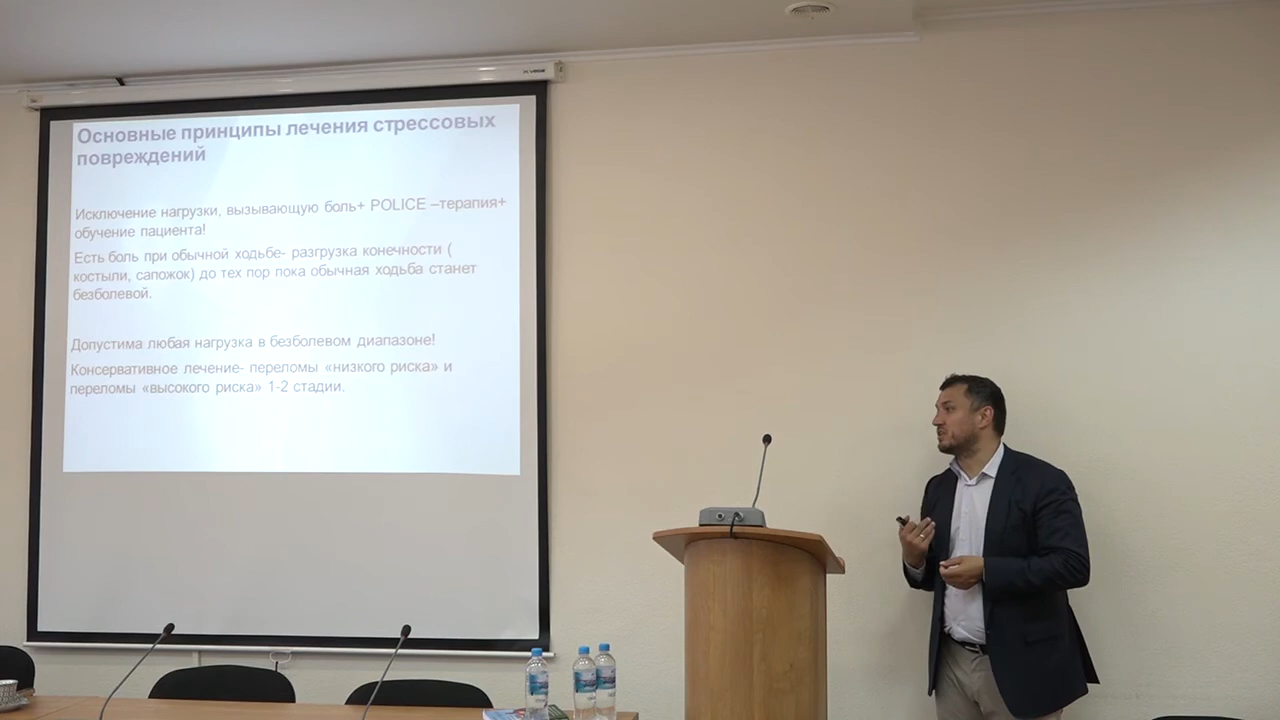 Основные принципы лечения стрессовых
повреждений
Исключение нагрузки, вызывающую боль+ POLICE –терапия+
обучение пациента!
Есть боль при обычной ходьбе- разгрузка конечности (
костыли, сапожок) до тех пор пока обычная ходьба станет
безболевой.
Допустима любая нагрузка в безболевом диапазоне!
Консервативное лечение- переломы «низкого риска» и
переломы «высокого риска» 1-2 стадии.